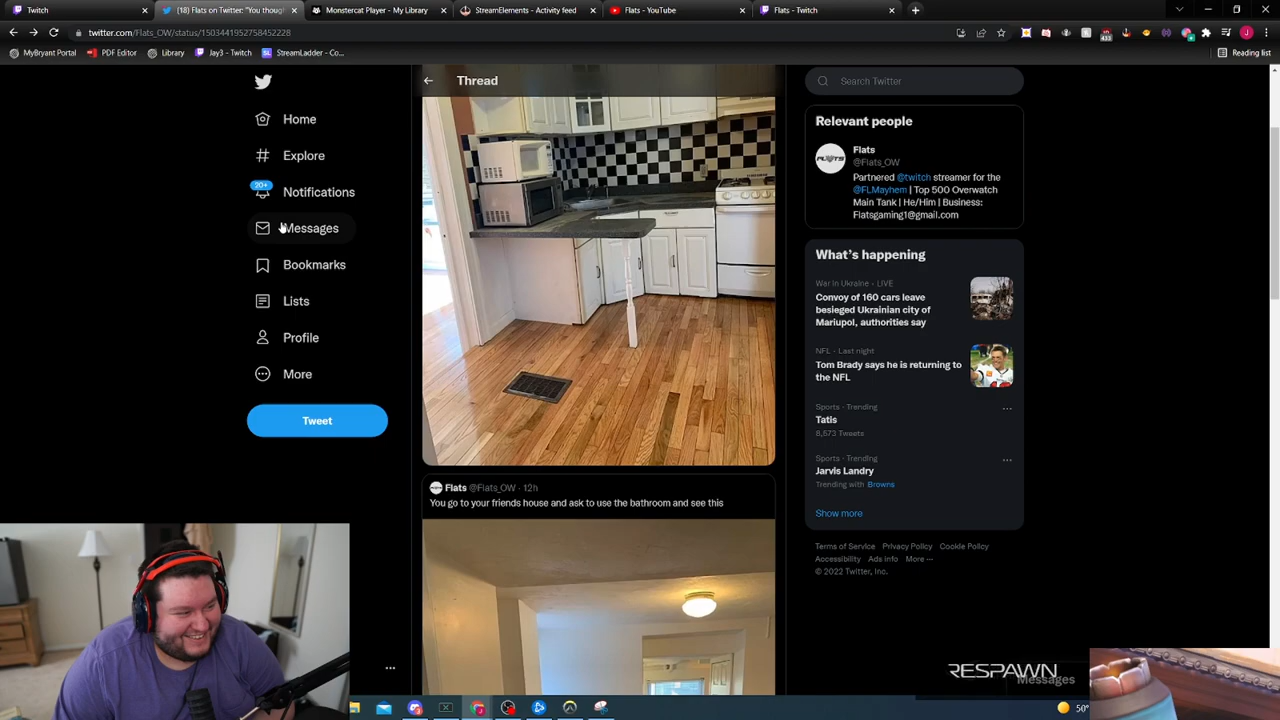 Twitch
(18) Flats on Twitter: "You thoug
Monstercat Player - My Library
StreamElements - Activity feed
Flats - YouTube
Flats - Twitch
twitter.com/Flats_OW/status/1503441952758452228
433
J
MyBryant Portal
PDF Editor
Library
Jay3 - Twitch
SL
StreamLadder - Co...
Reading list
Home
Explore
20+
Notifications
Messages
Bookmarks
Lists
Profile
More
Tweet
Thread
Flats @Flats_OW · 12h
You go to your friends house and ask to use the bathroom and see this
Search Twitter
Relevant people
Flats
@Flats_OW
Partnered @twitch streamer for the
@FLMayhem | Top 500 Overwatch
Main Tank | He/Him | Business:
Flatsgaming1@gmail.com
What's happening
War in Ukraine · LIVE
Convoy of 160 cars leave
besieged Ukrainian city of
Mariupol, authorities say
NFL · Last night
Tom Brady says he is returning to
the NFL
Sports · Trending
Tatis
8,573 Tweets
Sports · Trending
Jarvis Landry
Trending with Browns
Show more
Terms of Service Privacy Policy Cookie Policy
Accessibility Ads info More ...
© 2022 Twitter, Inc.
RESPAWN
Messages
50°